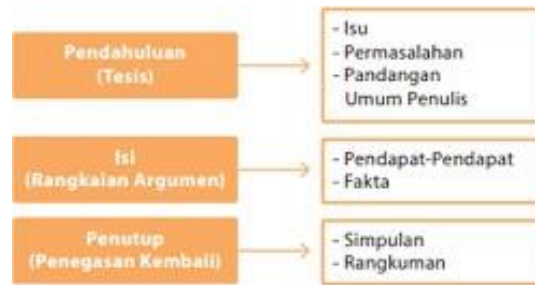 Pendahuluan
(Tesis)
- Isu
- Permasalahan
- Pandangan
Umum Penulis
Isi
(Rangkaian Argumen)
- Pendapat-Pendapat
- Fakta
Penutup
(Penegasan Kembali)
- Simpulan
- Rangkuman